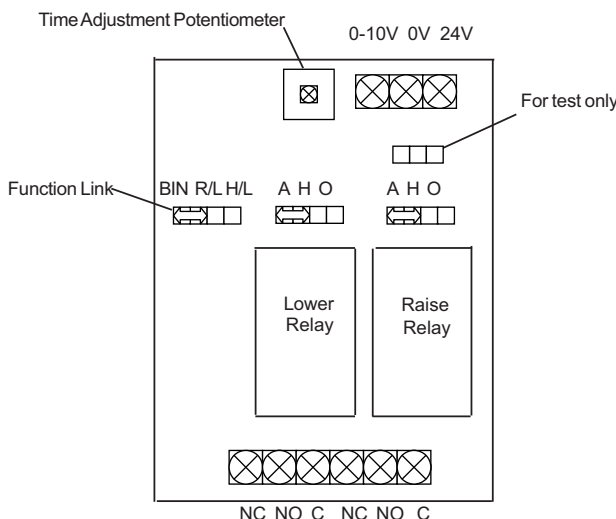 Time Adjustment Potentiometer
0-10V 0V 24V
For test only
Function Link
BIN R/L H/L
A H O
A H O
Lower
Relay
Raise
Relay
NC NO C NC NO C